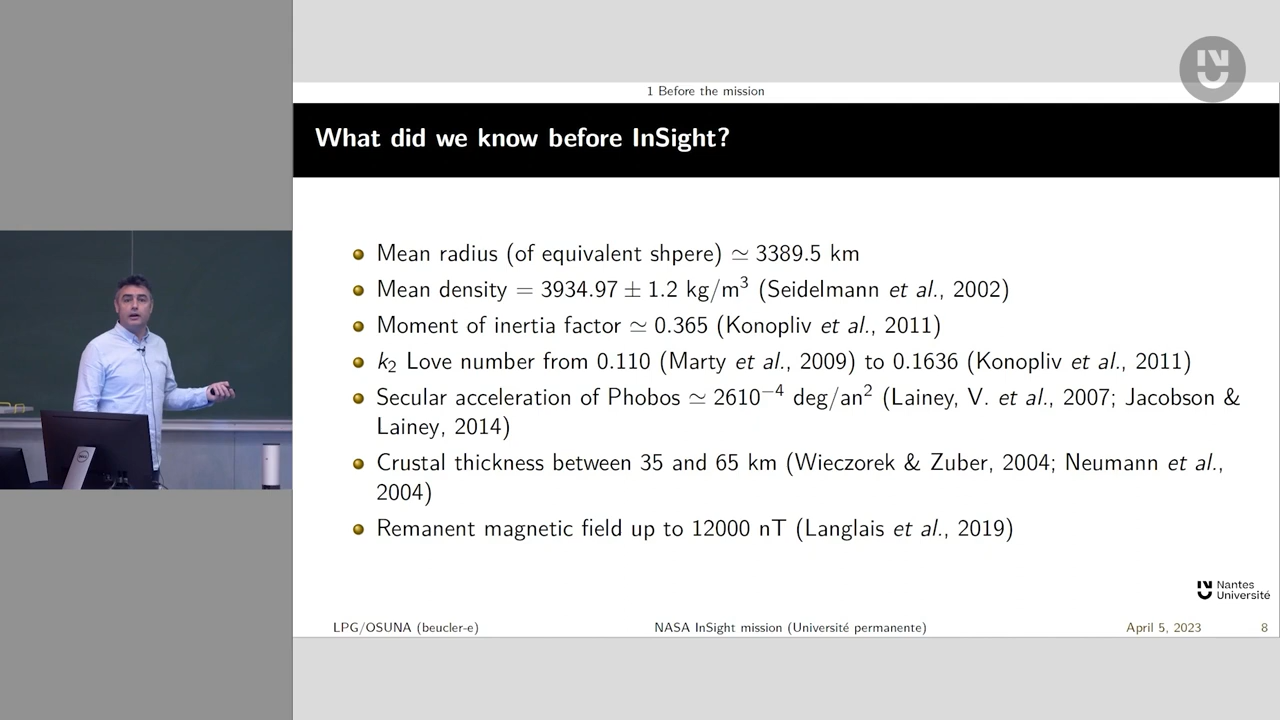 1 Before the mission
What did we know before InSight?
Mean radius (of equivalent shpere) ≃ 3389.5 km
Mean density = 3934.97 ± 1.2 kg/m³ (Seidelmann et al., 2002)
Moment of inertia factor ≃ 0.365 (Konopliv et al., 2011)
k₂ Love number from 0.110 (Marty et al., 2009) to 0.1636 (Konopliv et al., 2011)
Secular acceleration of Phobos ≃ 2610⁻⁴ deg/an² (Lainey, V. et al., 2007; Jacobson &
Lainey, 2014)
Crustal thickness between 35 and 65 km (Wieczorek & Zuber, 2004; Neumann et al.,
2004)
Remanent magnetic field up to 12000 nT (Langlais et al., 2019)
Nantes
Université
LPG/OSUNA (beucler-e) NASA InSight mission (Université permanente) April 5, 2023 8